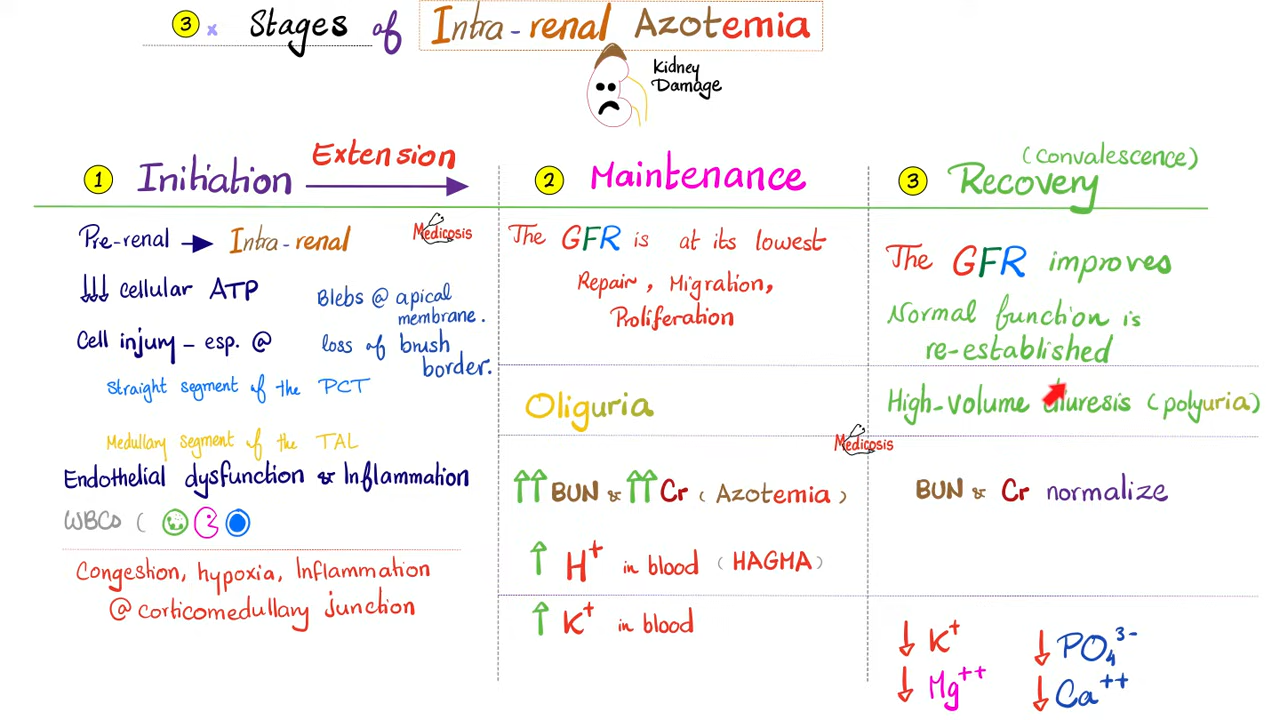 3 x Stages of Intra-renal Azotemia
Kidney
Damage
1 Initiation
Extension
Pre-renal → Intra-renal
Medicosis
↓↓↓ cellular ATP
Blebs @ apical
membrane.
Cell injury - esp. @
loss of brush
border.
Straight segment of the PCT
Medullary segment of the TAL
Endothelial dysfunction & Inflammation
WBCs (
Congestion, hypoxia, Inflammation
@ corticomedullary junction
2 Maintenance
The GFR is at its lowest
Repair, Migration,
Proliferation
Oliguria
Medicosis
↑↑ BUN & ↑↑ Cr (Azotemia)
↑ H+ in blood (HAGMA)
↑ K+ in blood
(convalescence)
3 Recovery
The GFR improves
Normal function is
re-established
High-Volume diuresis (polyuria)
BUN & Cr normalize
↓ K+ ↓ PO₄³⁻
↓ Mg++ ↓ Ca++